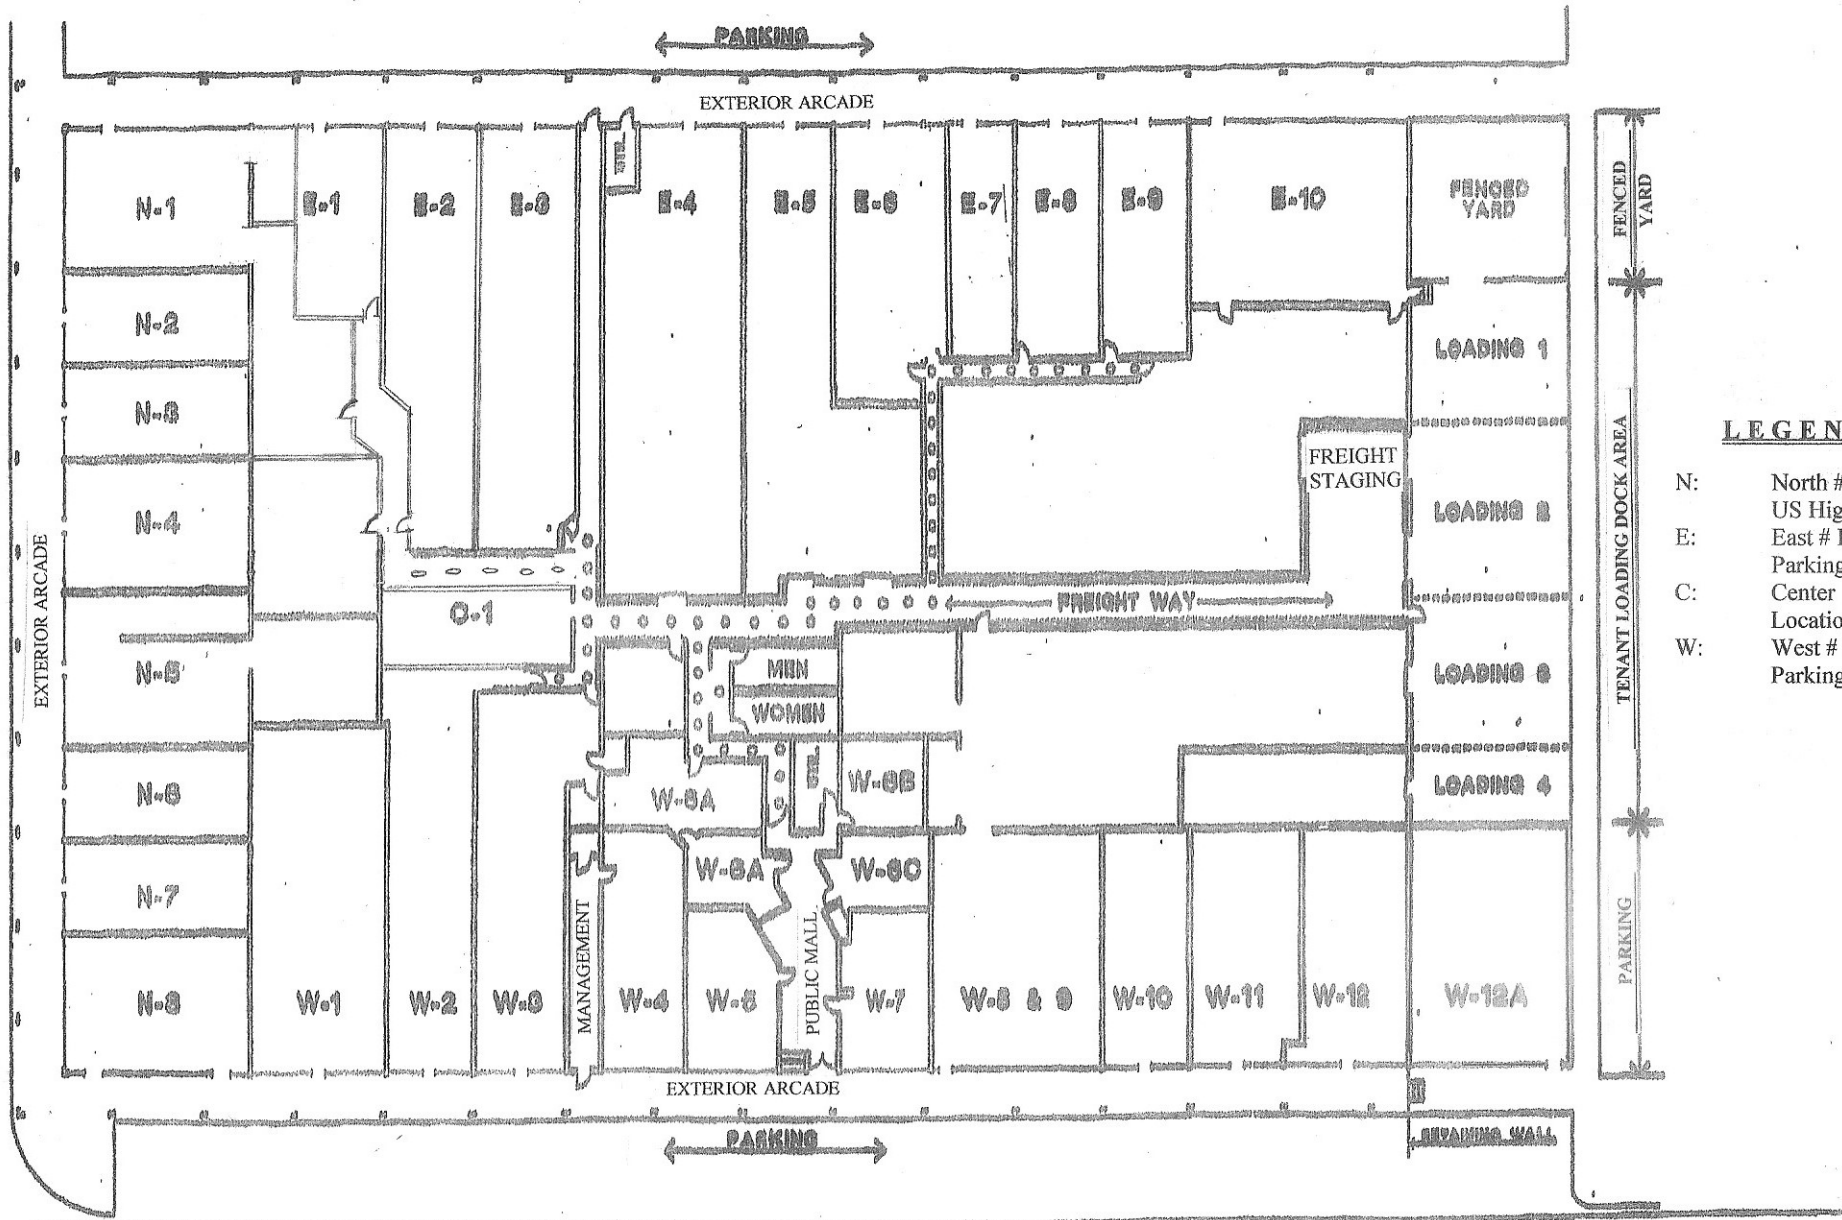 PARKING
EXTERIOR ARCADE
N-1
E-1
E-2
E-3
E-4
E-5
E-6
E-7
E-8
E-9
E-10
FENCED
YARD
FENCED
YARD
N-2
LOADING 1
N-3
LEGEN
FREIGHT
STAGING
N:
North #
US Hig
N-4
LOADING 2
TENANT LOADING DOCK AREA
E:
East #
Parking
EXTERIOR ARCADE
C:
Center
Locatio
FREIGHT WAY
W:
West #
Parking
N-5
MEN
LOADING 3
WOMEN
N-6
W-6A
W-6B
LOADING 4
N-7
W-6A
W-6C
MANAGEMENT
PUBLIC MALL
PARKING
N-8
W-1
W-2
W-3
W-4
W-5
W-7
W-8 & 9
W-10
W-11
W-12
W-12A
EXTERIOR ARCADE
PARKING
RETAINING WALL